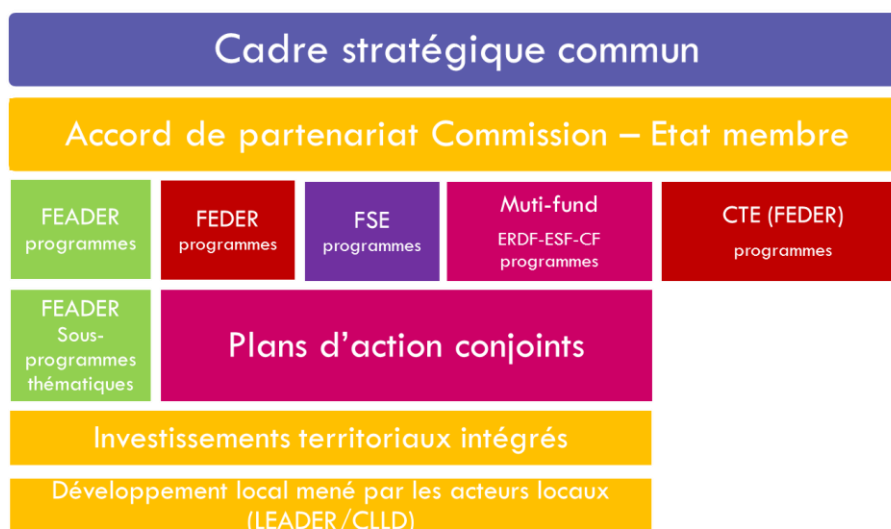 Cadre stratégique commun
Accord de partenariat Commission – Etat membre
FEADER
programmes
FEDER
programmes
FSE
programmes
Muti-fund
ERDF-ESF-CF
programmes
CTE (FEDER)
programmes
FEADER
Sous-
programmes
thématiques
Plans d’action conjoints
Investissements territoriaux intégrés
Développement local mené par les acteurs locaux
(LEADER/CLLD)